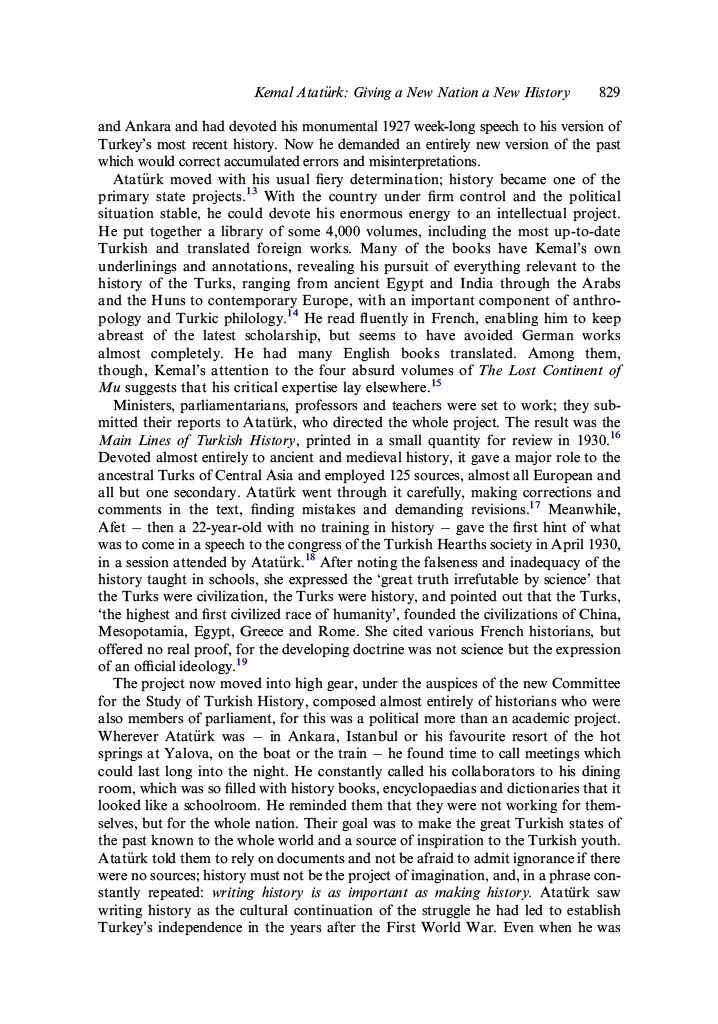 Kemal Atatürk: Giving a New Nation a New History 829
and Ankara and had devoted his monumental 1927 week-long speech to his version of
Turkey's most recent history. Now he demanded an entirely new version of the past
which would correct accumulated errors and misinterpretations.
Atatürk moved with his usual fiery determination; history became one of the
primary state projects.13 With the country under firm control and the political
situation stable, he could devote his enormous energy to an intellectual project.
He put together a library of some 4,000 volumes, including the most up-to-date
Turkish and translated foreign works. Many of the books have Kemal's own
underlinings and annotations, revealing his pursuit of everything relevant to the
history of the Turks, ranging from ancient Egypt and India through the Arabs
and the Huns to contemporary Europe, with an important component of anthro-
pology and Turkic philology.14 He read fluently in French, enabling him to keep
abreast of the latest scholarship, but seems to have avoided German works
almost completely. He had many English books translated. Among them,
though, Kemal's attention to the four absurd volumes of The Lost Continent of
Mu suggests that his critical expertise lay elsewhere.15
Ministers, parliamentarians, professors and teachers were set to work; they sub-
mitted their reports to Atatürk, who directed the whole project. The result was the
Main Lines of Turkish History, printed in a small quantity for review in 1930.16
Devoted almost entirely to ancient and medieval history, it gave a major role to the
ancestral Turks of Central Asia and employed 125 sources, almost all European and
all but one secondary. Atatürk went through it carefully, making corrections and
comments in the text, finding mistakes and demanding revisions.17 Meanwhile,
Afet – then a 22-year-old with no training in history – gave the first hint of what
was to come in a speech to the congress of the Turkish Hearths society in April 1930,
in a session attended by Atatürk.18 After noting the falseness and inadequacy of the
history taught in schools, she expressed the 'great truth irrefutable by science' that
the Turks were civilization, the Turks were history, and pointed out that the Turks,
'the highest and first civilized race of humanity', founded the civilizations of China,
Mesopotamia, Egypt, Greece and Rome. She cited various French historians, but
offered no real proof, for the developing doctrine was not science but the expression
of an official ideology.19
The project now moved into high gear, under the auspices of the new Committee
for the Study of Turkish History, composed almost entirely of historians who were
also members of parliament, for this was a political more than an academic project.
Wherever Atatürk was – in Ankara, Istanbul or his favourite resort of the hot
springs at Yalova, on the boat or the train – he found time to call meetings which
could last long into the night. He constantly called his collaborators to his dining
room, which was so filled with history books, encyclopaedias and dictionaries that it
looked like a schoolroom. He reminded them that they were not working for them-
selves, but for the whole nation. Their goal was to make the great Turkish states of
the past known to the whole world and a source of inspiration to the Turkish youth.
Atatürk told them to rely on documents and not be afraid to admit ignorance if there
were no sources; history must not be the project of imagination, and, in a phrase con-
stantly repeated: writing history is as important as making history. Atatürk saw
writing history as the cultural continuation of the struggle he had led to establish
Turkey's independence in the years after the First World War. Even when he was